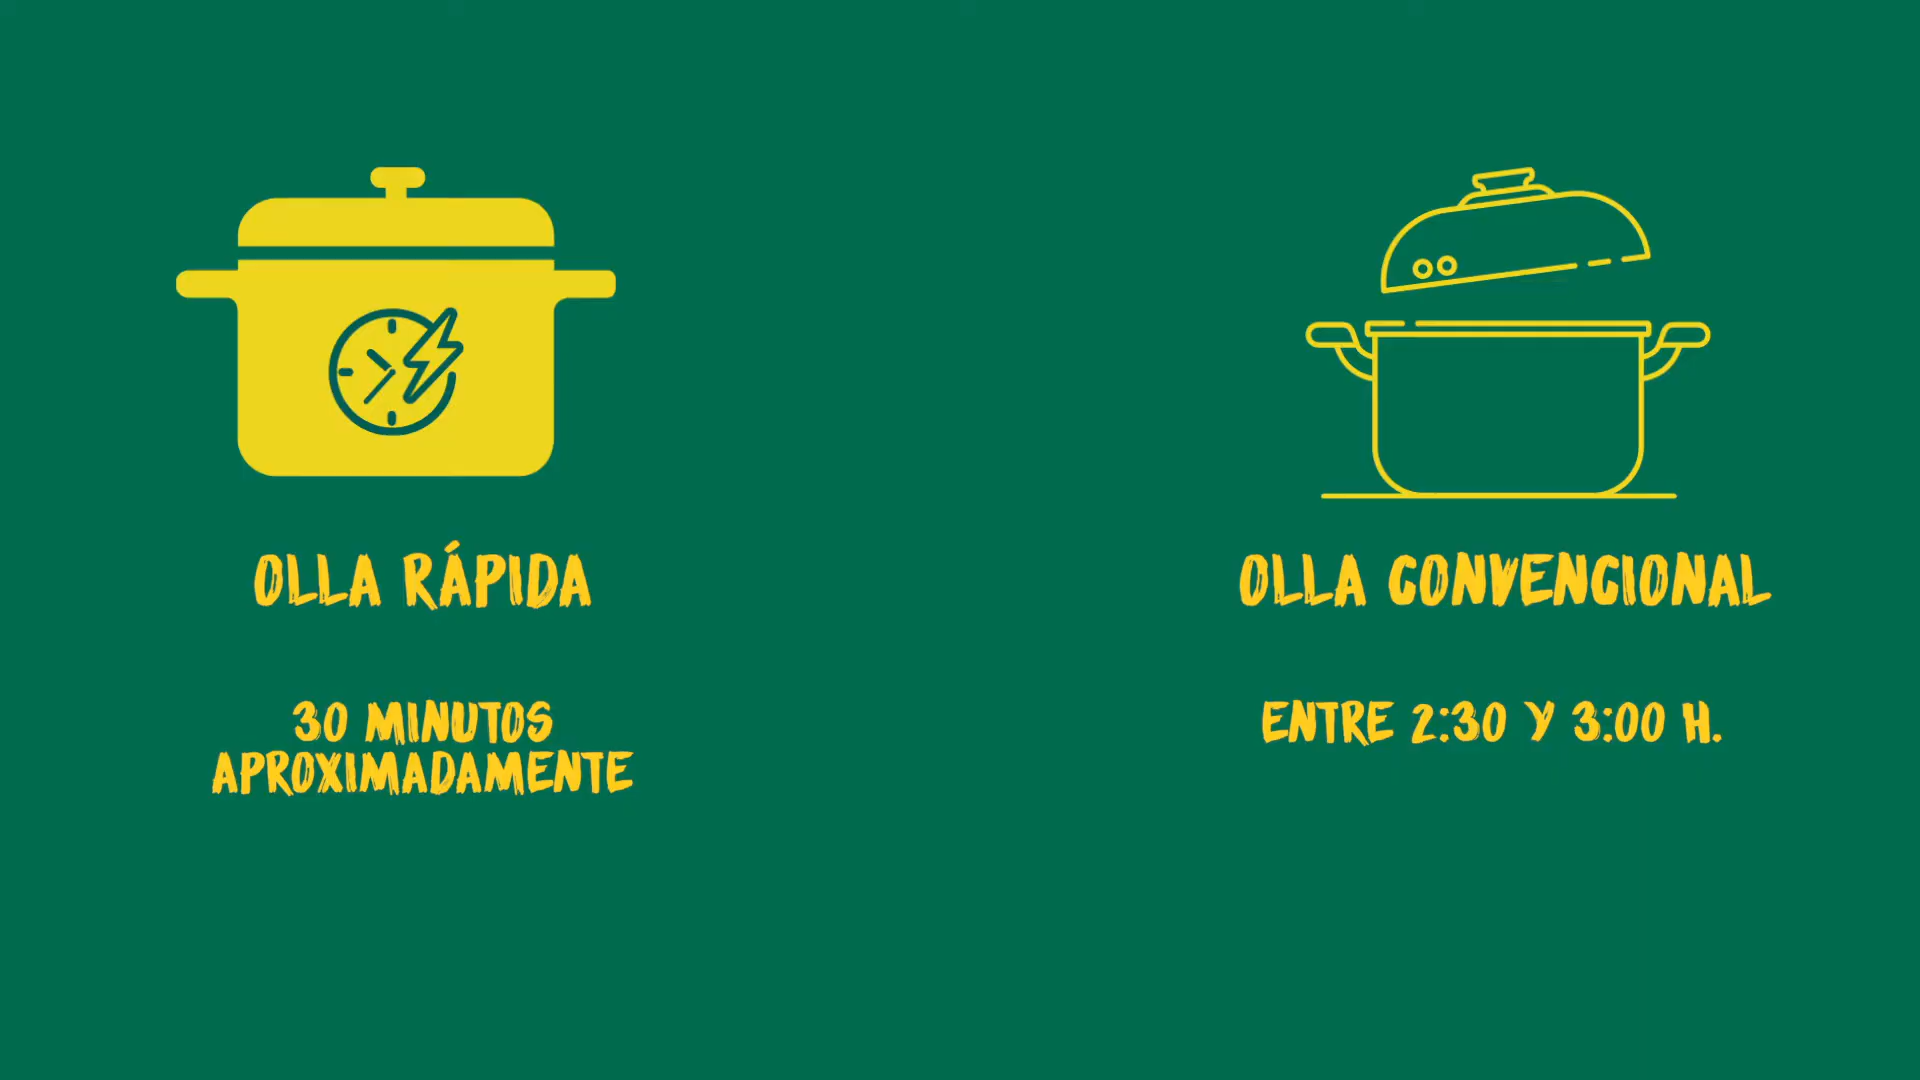 OLLA RÁPIDA
30 MINUTOS
APROXIMADAMENTE
OLLA CONVENCIONAL
ENTRE 2:30 Y 3:00 H.